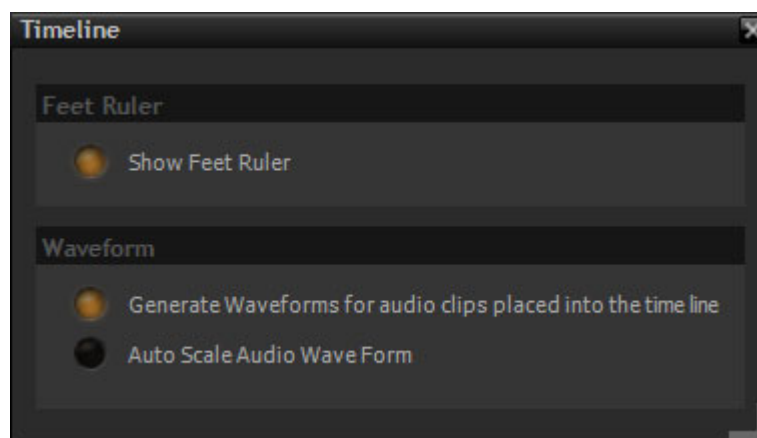 Timeline
Feet Ruler
Show Feet Ruler
Waveform
Generate Waveforms for audio clips placed into the time line
Auto Scale Audio Wave Form